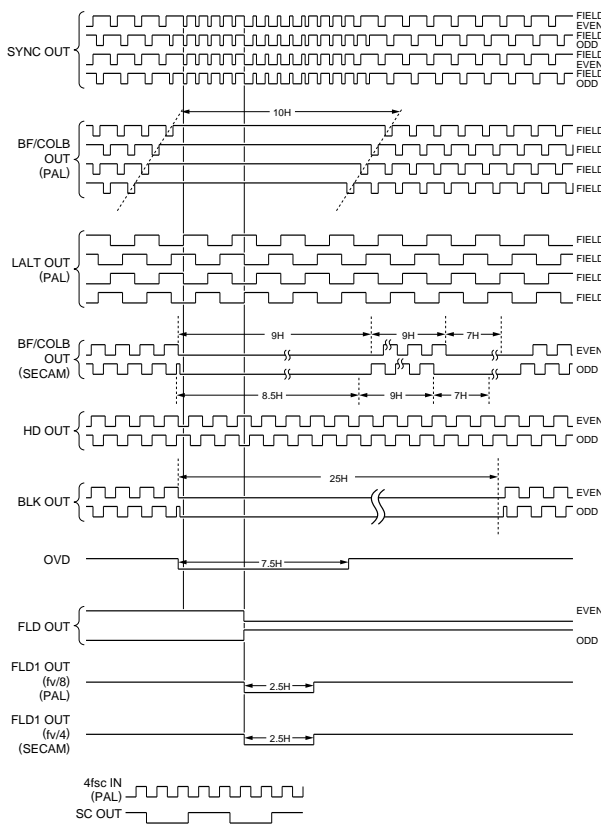 FIELD
EVEN
FIELD
ODD
SYNC OUT
FIELD
EVEN
FIELD
ODD
10H
FIELD
BF/COLB
OUT
(PAL)
FIELD
FIELD
FIELD
LALT OUT
(PAL)
FIELD
FIELD
FIELD
FIELD
9H
9H
7H
BF/COLB
OUT
(SECAM)
EVEN
ODD
8.5H
9H
7H
HD OUT
EVEN
ODD
25H
BLK OUT
EVEN
ODD
OVD
7.5H
FLD OUT
EVEN
ODD
FLD1 OUT
(fv/8)
(PAL)
2.5H
FLD1 OUT
(fv/4)
(SECAM)
2.5H
4fsc IN
(PAL)
SC OUT